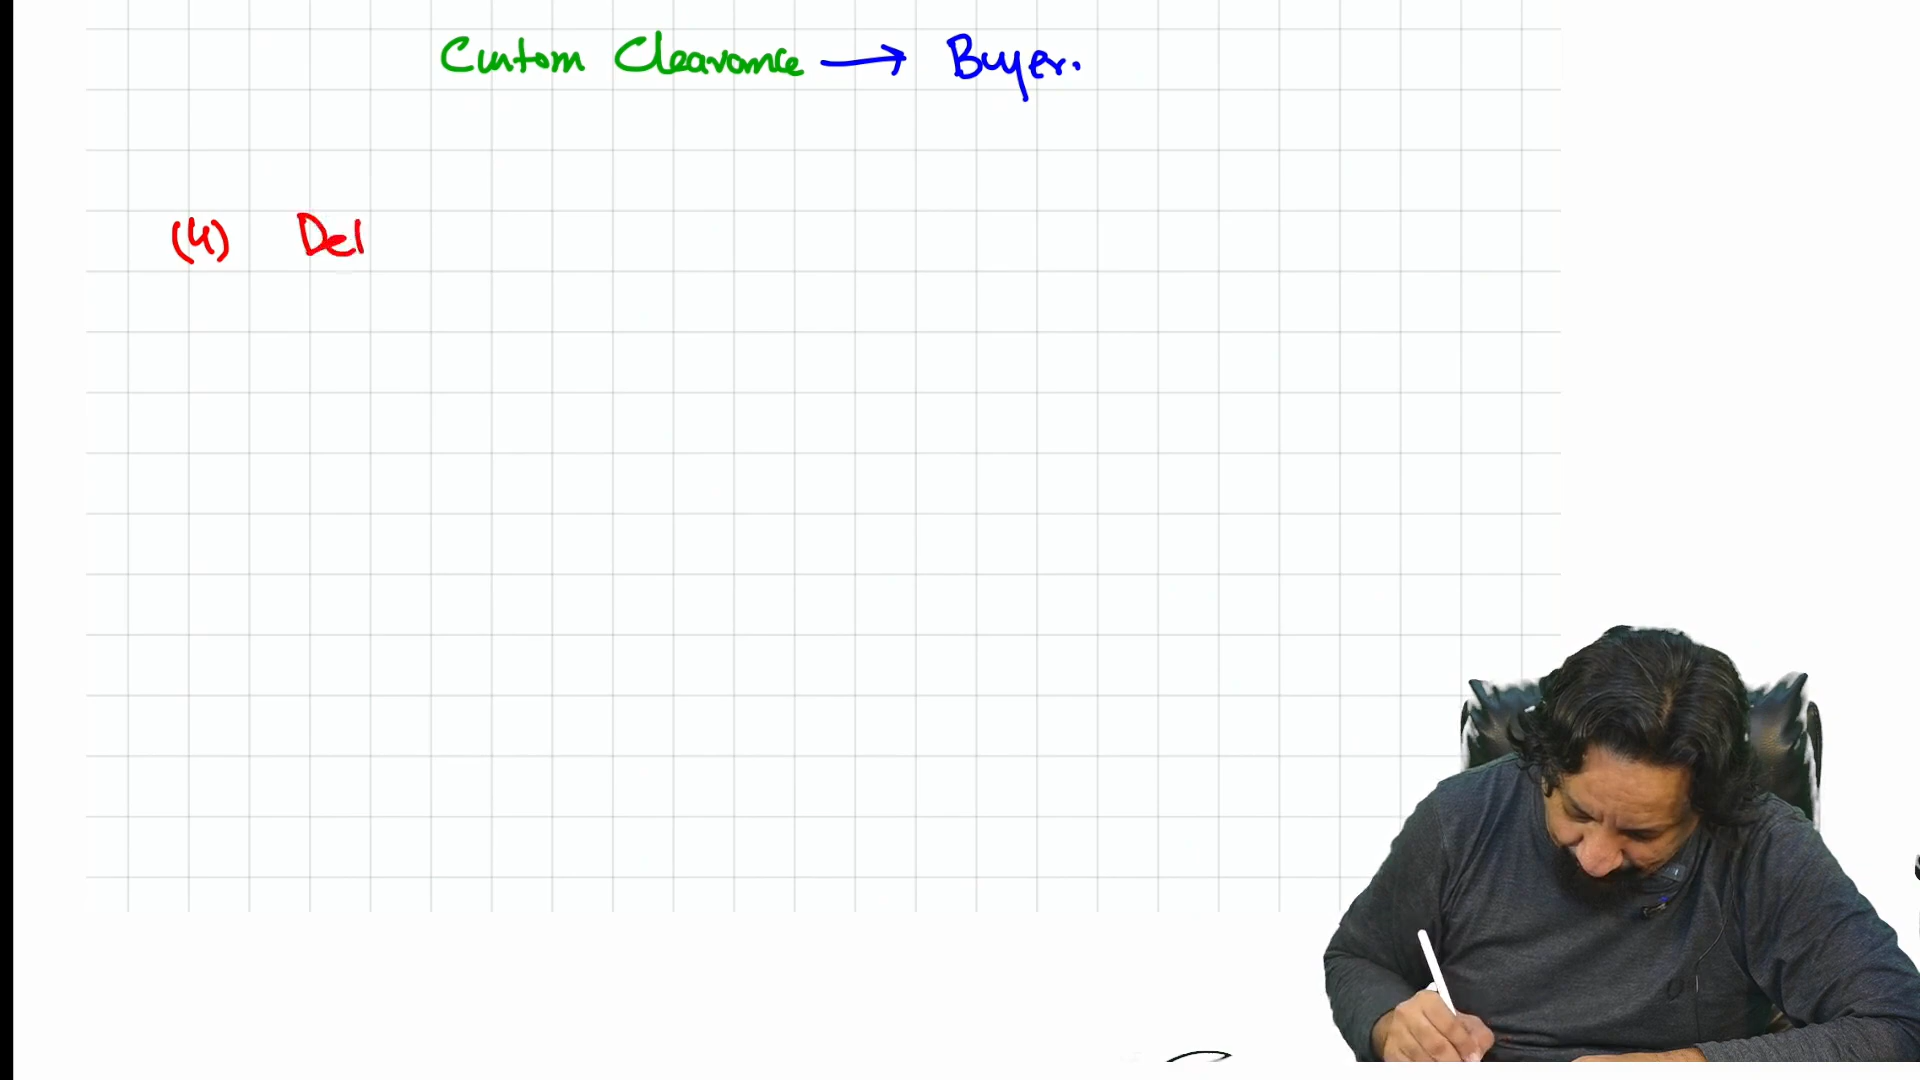 Custom Clearance → Buyer.
(4) Del